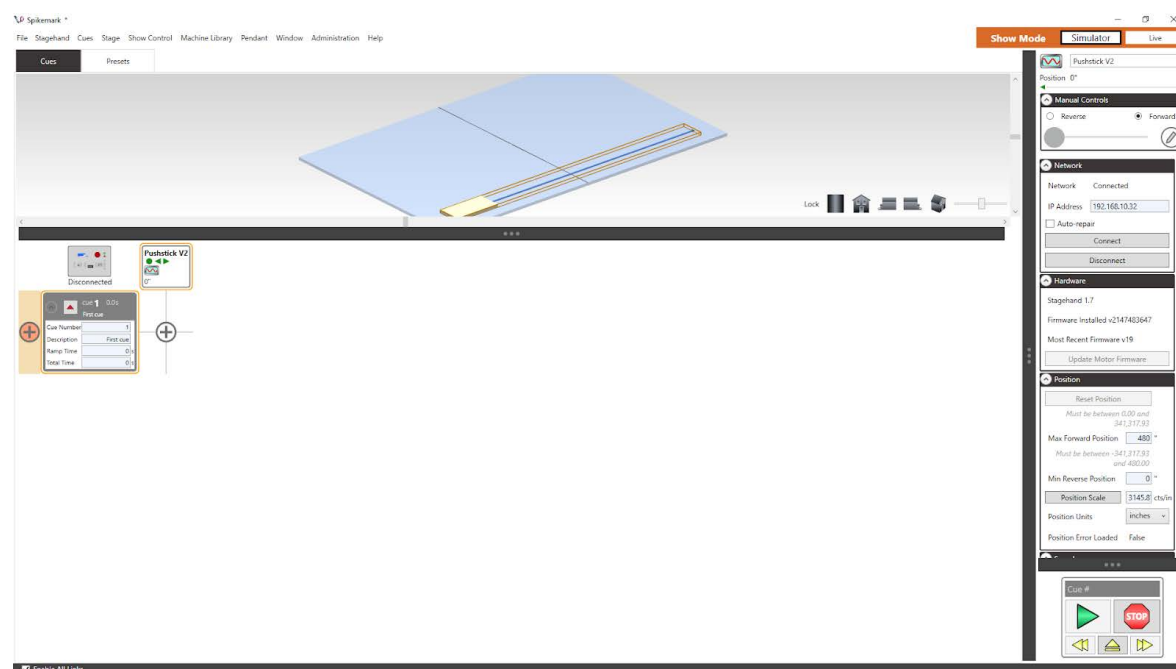 Spikemark *
File Stagehand Cues Stage Show Control Machine Library Pendant Window Administration Help
Show Mode Simulator Live
Cues Presets
Pushstick V2
Position 0"
Manual Controls
Reverse Forward
Lock
Network
Network Connected
IP Address 192.168.10.32
Auto-repair
Connect
Disconnect
Hardware
Stagehand 1.7
Firmware Installed v2147483647
Most Recent Firmware v19
Update Motor Firmware
Position
Reset Position
Must be between 0.00 and
341,317.93
Max Forward Position 480 "
Must be between -341,317.93
and 480.00
Min Reverse Position 0 "
Position Scale 3145.8 cts/in
Position Units inches
Position Error Loaded False
Disconnected
Pushstick V2
0"
cue 1 0.0s
First cue
Cue Number 1
Description First cue
Ramp Time 0 s
Total Time 0 s
Cue #
STOP
Enable All Links